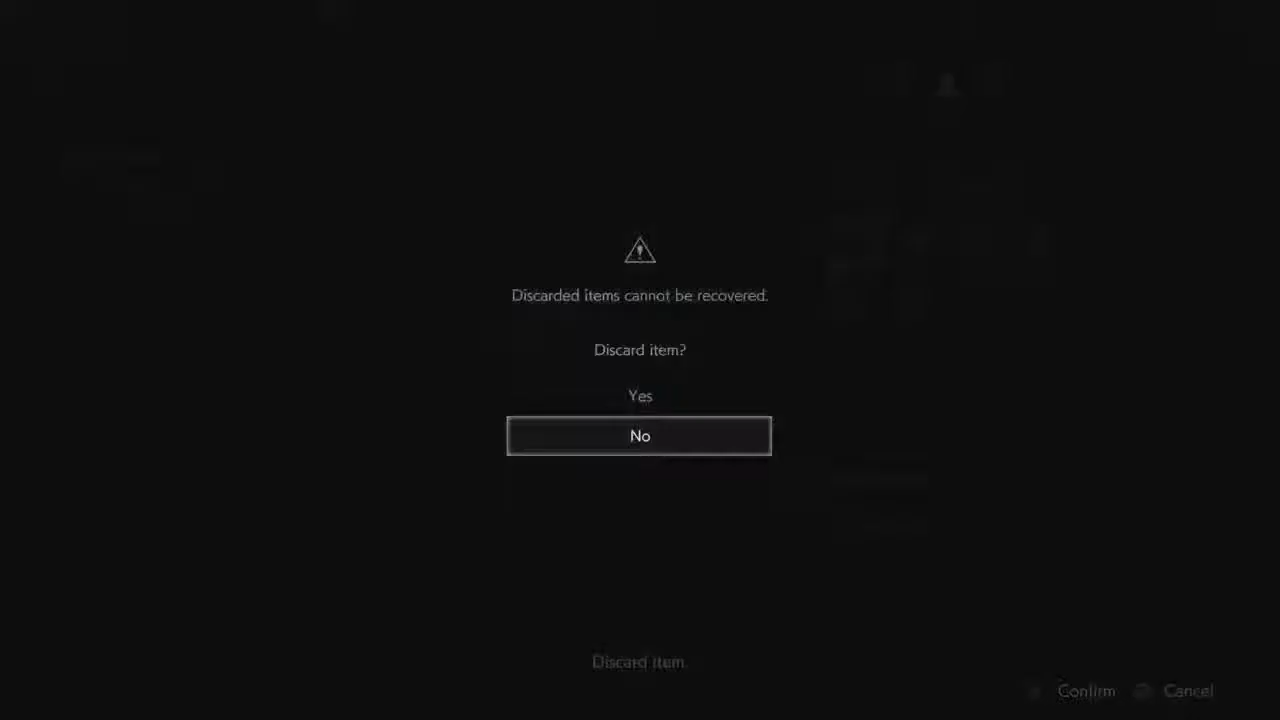 Discarded items cannot be recovered.
Discard item?
Yes
No
Discard item
Confirm
Cancel